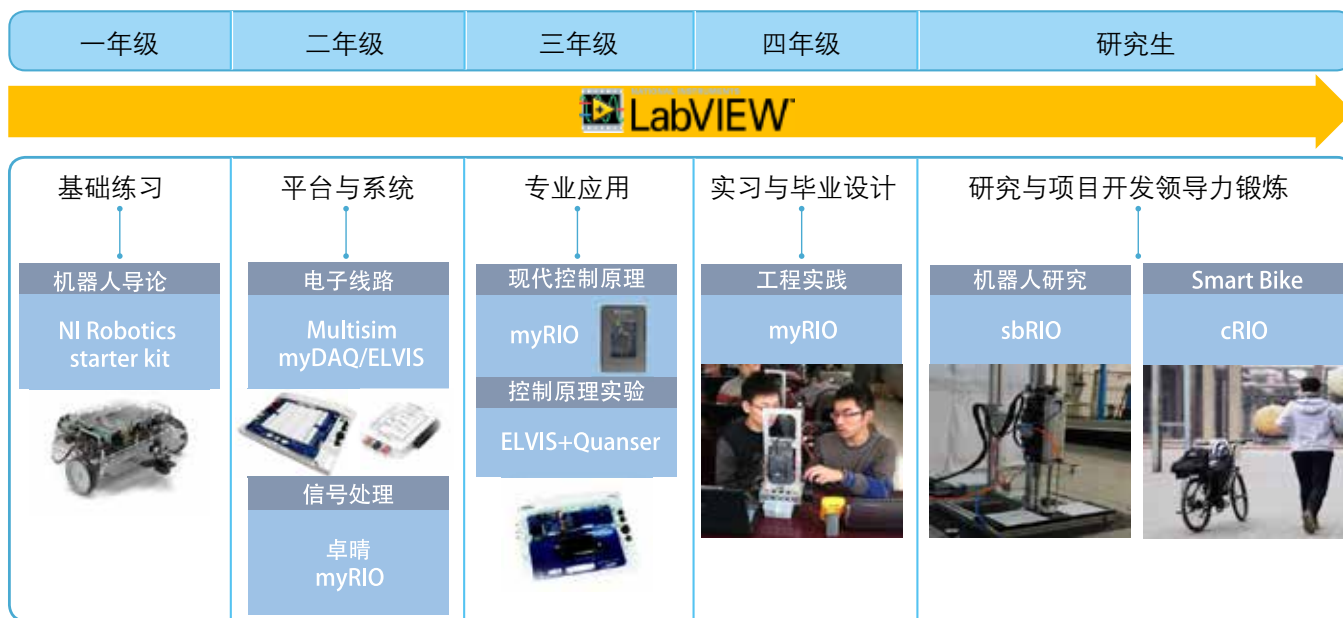 一年级
二年级
三年级
四年级
研究生
NATIONAL INSTRUMENTS
LabVIEW™
基础练习
机器人导论
NI Robotics
starter kit
平台与系统
电子线路
Multisim
myDAQ/ELVIS
信号处理
卓晴
myRIO
专业应用
现代控制原理
myRIO
控制原理实验
ELVIS+Quanser
实习与毕业设计
工程实践
myRIO
研究与项目开发领导力锻炼
机器人研究
sbRIO
Smart Bike
cRIO